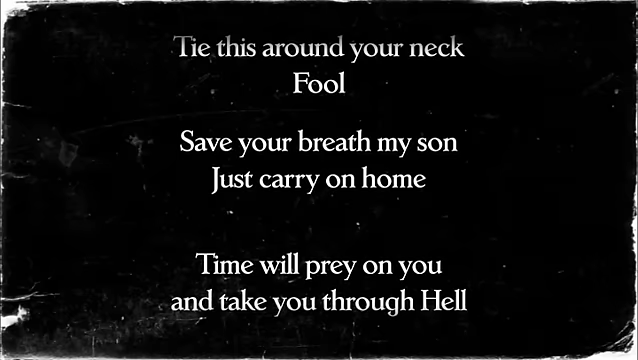 Tie this around your neck
Fool
Save your breath my son
Just carry on home
Time will prey on you
and take you through Hell